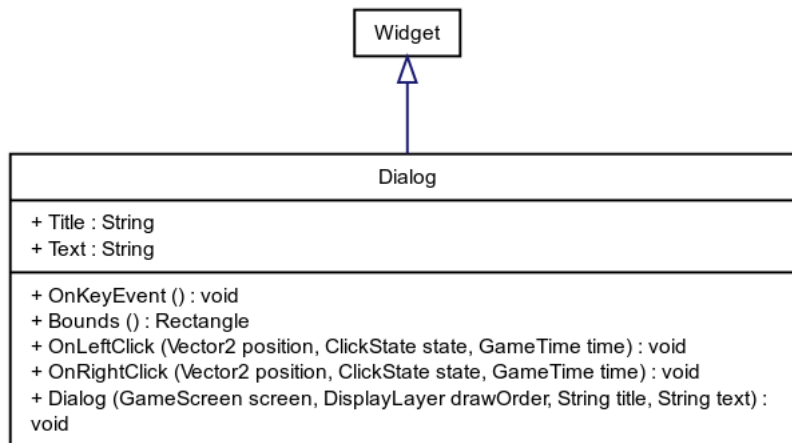 Widget
Dialog
+ Title : String
+ Text : String
+ OnKeyEvent () : void
+ Bounds () : Rectangle
+ OnLeftClick (Vector2 position, ClickState state, GameTime time) : void
+ OnRightClick (Vector2 position, ClickState state, GameTime time) : void
+ Dialog (GameScreen screen, DisplayLayer drawOrder, String title, String text) :
void